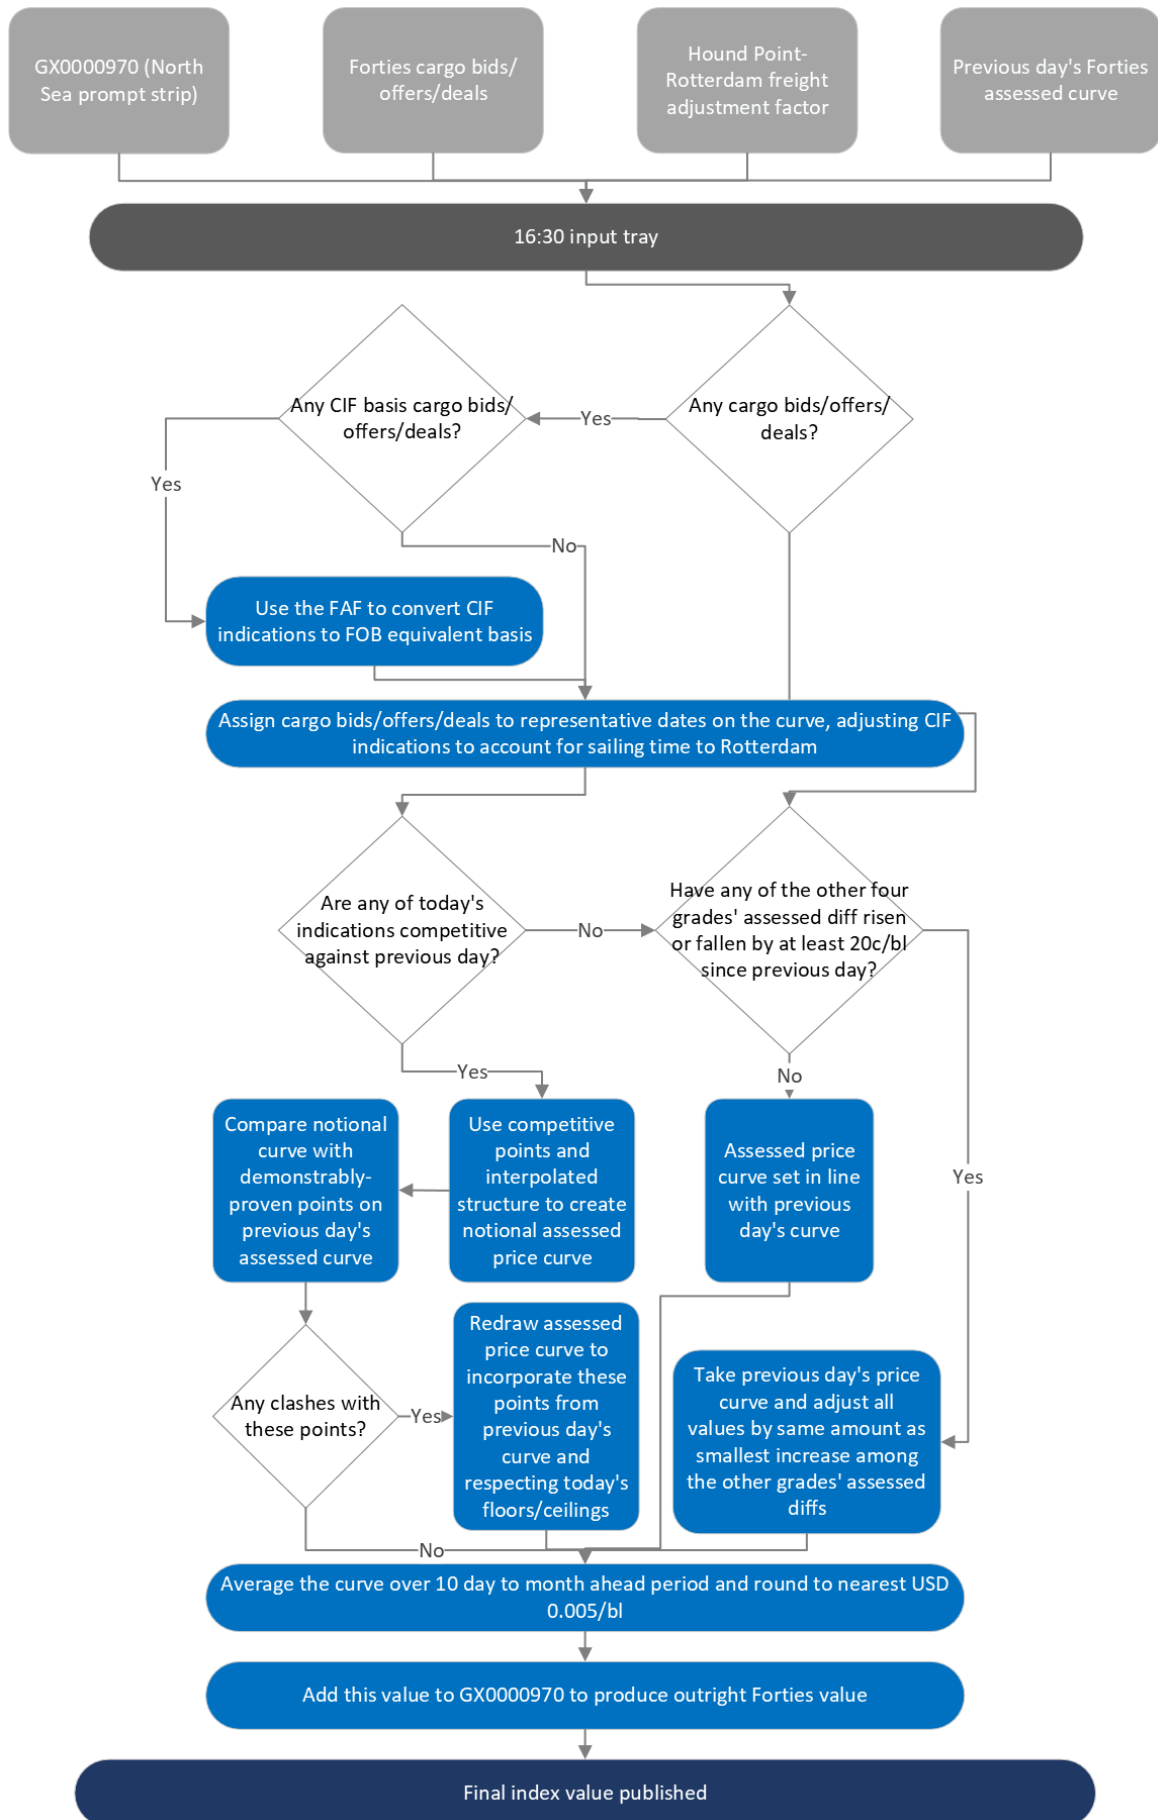 GX0000970 (North
Sea prompt strip)
Forties cargo bids/
offers/deals
Hound Point-
Rotterdam freight
adjustment factor
Previous day's Forties
assessed curve
16:30 input tray
Any CIF basis cargo bids/
offers/deals?
Yes
Any cargo bids/offers/
deals?
Yes
No
Use the FAF to convert CIF
indications to FOB equivalent basis
Assign cargo bids/offers/deals to representative dates on the curve, adjusting CIF
indications to account for sailing time to Rotterdam
Are any of today's
indications competitive
against previous day?
No
Have any of the other four
grades' assessed diff risen
or fallen by at least 20c/bl
since previous day?
Yes
No
Compare notional
curve with
demonstrably-
proven points on
previous day's
assessed curve
Use competitive
points and
interpolated
structure to create
notional assessed
price curve
Assessed price
curve set in line
with previous
day's curve
Yes
Any clashes with
these points?
Yes
Redraw assessed
price curve to
incorporate these
points from
previous day's
curve and
respecting today's
floors/ceilings
Take previous day's price
curve and adjust all
values by same amount as
smallest increase among
the other grades' assessed
diffs
No
Average the curve over 10 day to month ahead period and round to nearest USD
0.005/bl
Add this value to GX0000970 to produce outright Forties value
Final index value published